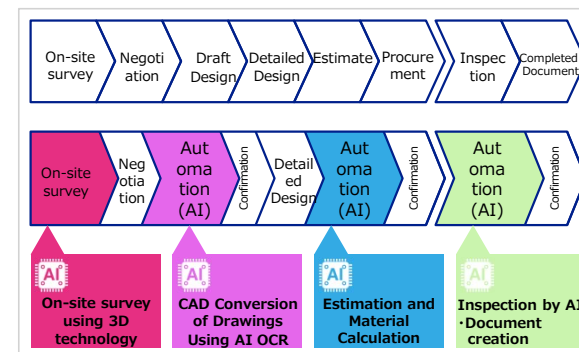 On-site
survey
Negoti
ation
Draft
Design
Detailed
Design
Estimate
Procure
ment
Inspec
tion
Completed
Document
On-site
survey
Neg
otia
tion
Aut
oma
tion
(AI)
Confirmation
Detail
ed
Design
Aut
oma
tion
(AI)
Confirmation
Aut
oma
tion
(AI)
Confirmation
AI
On-site survey
using 3D
technology
AI
CAD Conversion
of Drawings
Using AI OCR
AI
Estimation and
Material
Calculation
AI
Inspection by AI
・Document
creation